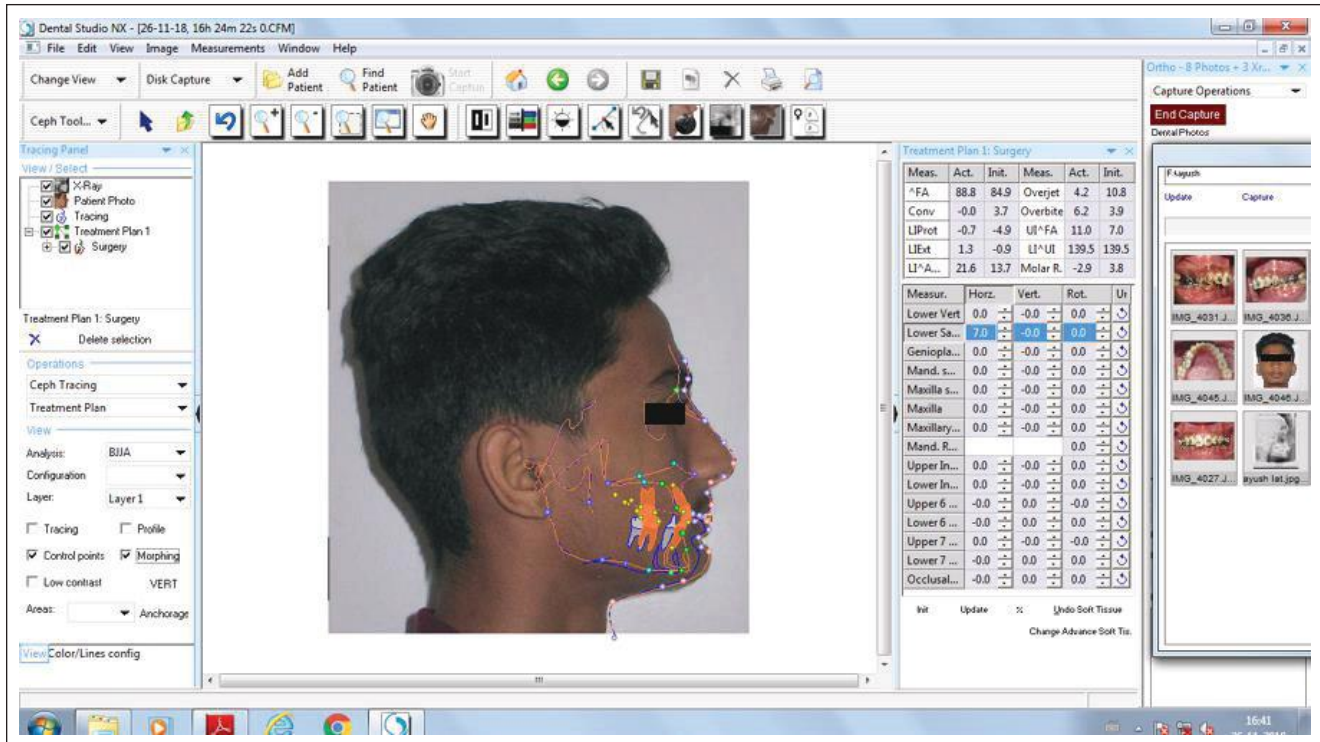 Dental Studio NX - [26-11-18, 16h 24m 22s 0.CFM]
File Edit View Image Measurements Window Help
Change View Disk Capture Add Patient Find Patient Start Capture
Ceph Tool...
Tracing Panel
View / Select
X-Ray
Patient Photo
Tracing
Treatment Plan 1
Surgery
Treatment Plan 1: Surgery
X Delete selection
Operations
Ceph Tracing
Treatment Plan
View
Analysis: BJJA
Configuration
Layer: Layer 1
Tracing Profile
Control points Morphing
Low contrast VERT
Areas: Anchorage
View Color/Lines config
Treatment Plan 1: Surgery
Meas. Act. Init. Meas. Act. Init.
^FA 88.8 84.9 Overjet 4.2 10.8
Conv -0.0 3.7 Overbite 6.2 3.9
LIProt -0.7 -4.9 UI^FA 11.0 7.0
LIExt 1.3 -0.9 LI^UI 139.5 139.5
LI^A... 21.6 13.7 Molar R. -2.9 3.8
Measur. Horz. Vert. Rot. Ur
Lower Vert 0.0 -0.0 0.0
Lower Sa... 7.0 -0.0 0.0
Geniopla... 0.0 -0.0 0.0
Mand. s... 0.0 -0.0 0.0
Maxilla s... 0.0 -0.0 0.0
Maxilla 0.0 -0.0 0.0
Maxillary... 0.0 -0.0 0.0
Mand. R... 0.0
Upper In... 0.0 -0.0 0.0
Lower In... 0.0 -0.0 0.0
Upper 6 ... -0.0 0.0 -0.0
Lower 6 ... -0.0 0.0 0.0
Upper 7 ... 0.0 -0.0 -0.0
Lower 7 ... -0.0 0.0 0.0
Occlusal... -0.0 0.0 0.0
Init Update % Undo Soft Tissue
Change Advance Soft Tis.
Ortho - 8 Photos + 3 Xr...
Capture Operations
End Capture
Dental Photos
Update Capture
IMG_4031.J... IMG_4036.J...
IMG_4045.J... IMG_4046.J...
IMG_4027.J... ayush lat.jpg...
16:41